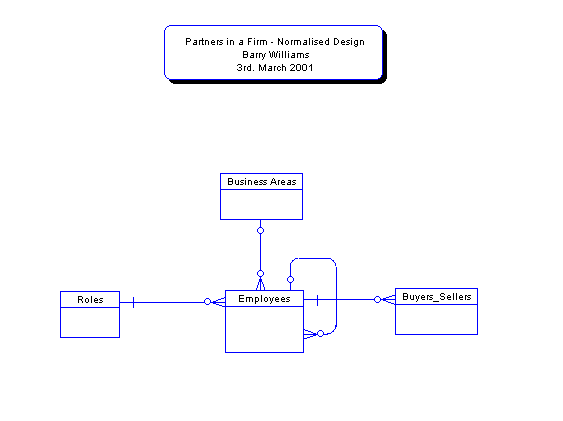 Partners in a Firm - Normalised Design
Barry Williams
3rd. March 2001
Business Areas
Roles
Employees
Buyers_Sellers